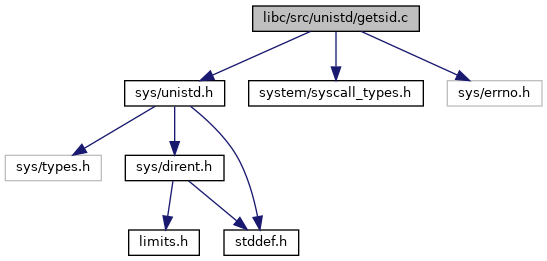 libc/src/unistd/getsid.c
sys/unistd.h
system/syscall_types.h
sys/errno.h
sys/types.h
sys/dirent.h
limits.h
stddef.h